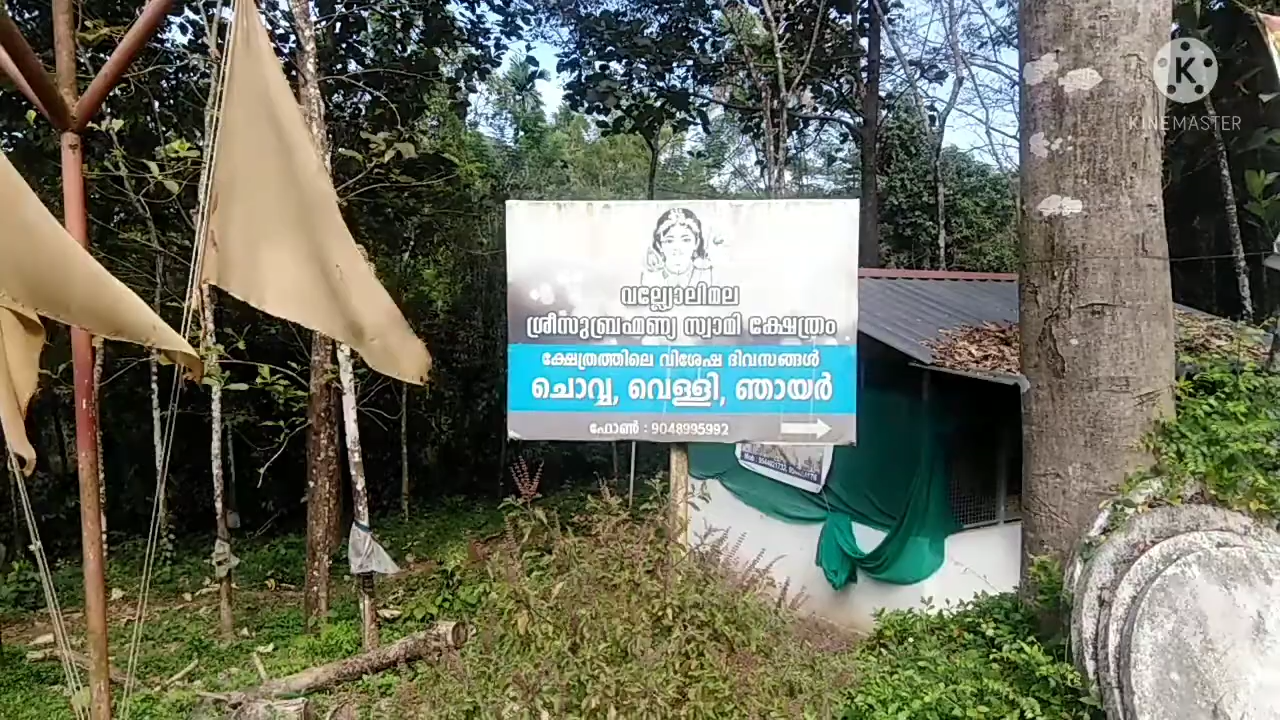 വല്ല്യോലിമല
ശ്രീസുബ്രഹ്മണ്യ സ്വാമി ക്ഷേത്രം
ക്ഷേത്രത്തിലെ വിശേഷ ദിവസങ്ങൾ
ചൊവ്വ, വെള്ളി, ഞായർ
ഫോൺ : 9048995992
K
KINEMASTER